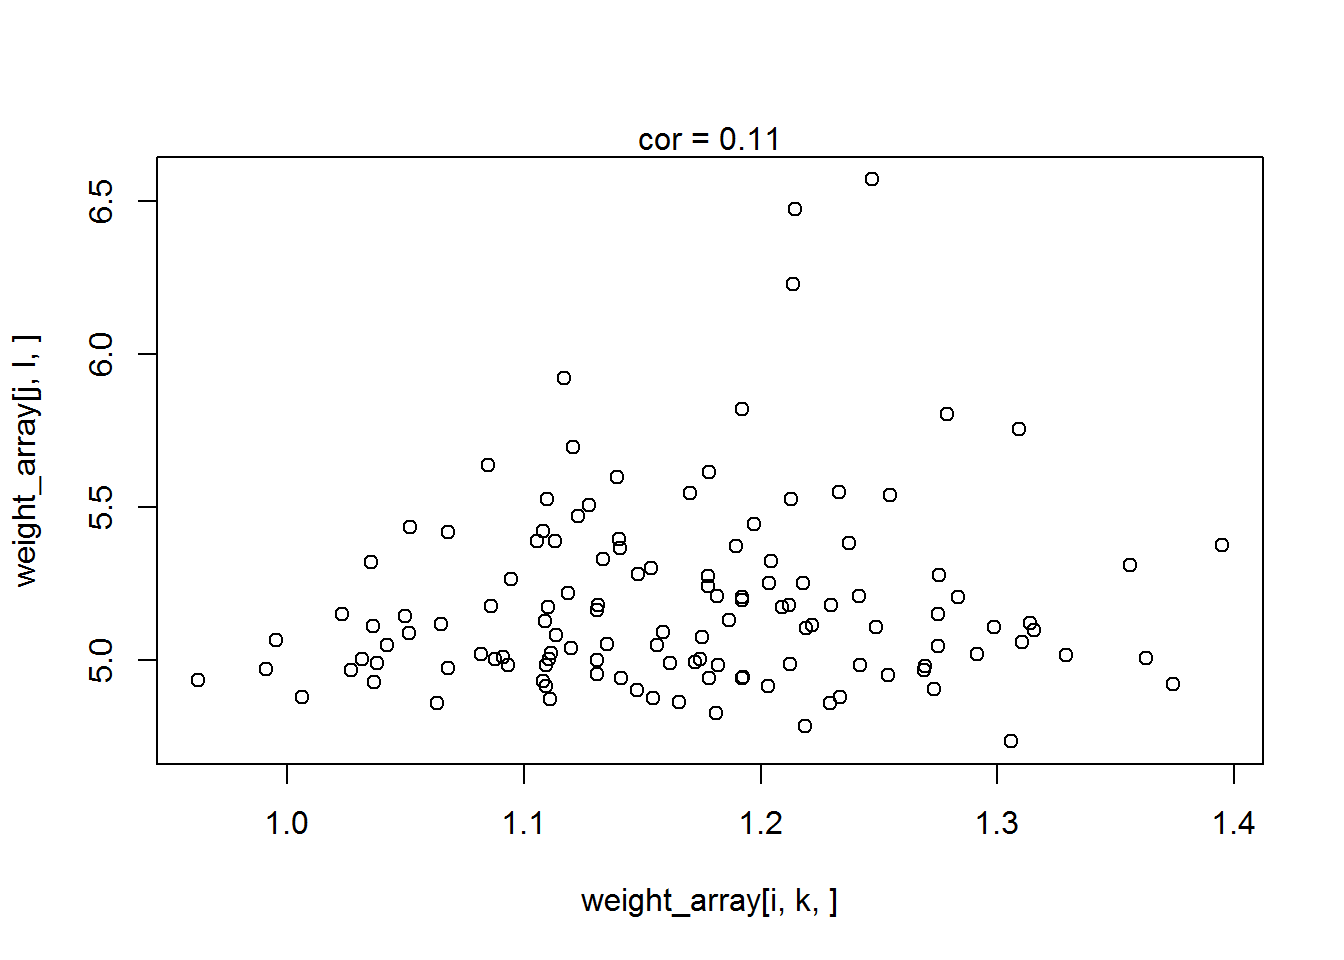 cor = 0.11
6.5
6.0
5.5
5.0
weight_array[j, l, ]
1.0 1.1 1.2 1.3 1.4
weight_array[i, k, ]